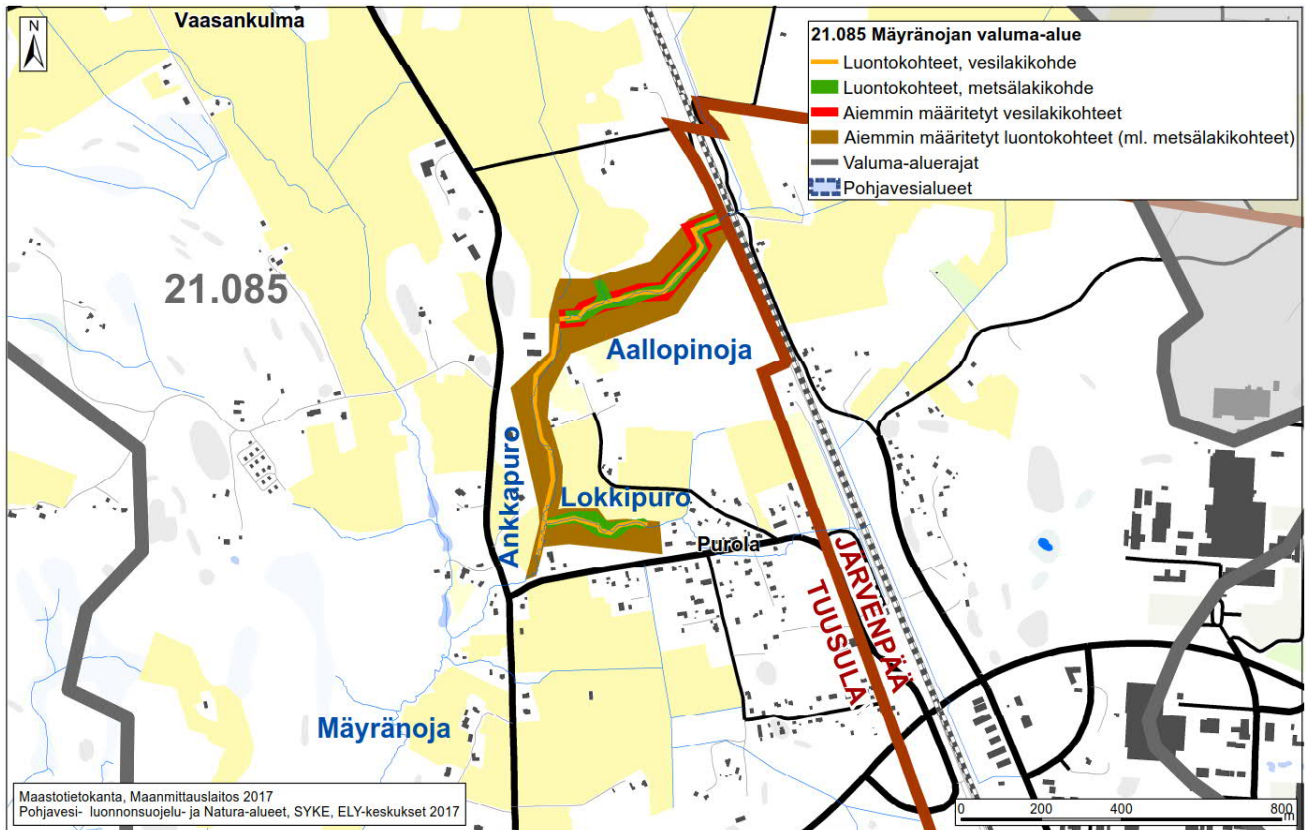 Vaasankulma
N
21.085 Mäyränojan valuma-alue
Luontokohteet, vesilakikohde
Luontokohteet, metsälakikohde
Aiemmin määritetyt vesilakikohteet
Aiemmin määritetyt luontokohteet (ml. metsälakikohteet)
Valuma-aluerajat
Pohjavesialueet
21.085
Aallopinoja
Ankkapuro
Lokkipuro
Purola
JÄRVENPÄÄ
TUUSULA
Mäyränoja
Maastotietokanta, Maanmittauslaitos 2017
Pohjavesi- luonnonsuojelu- ja Natura-alueet, SYKE, ELY-keskukset 2017
0 200 400 800
m